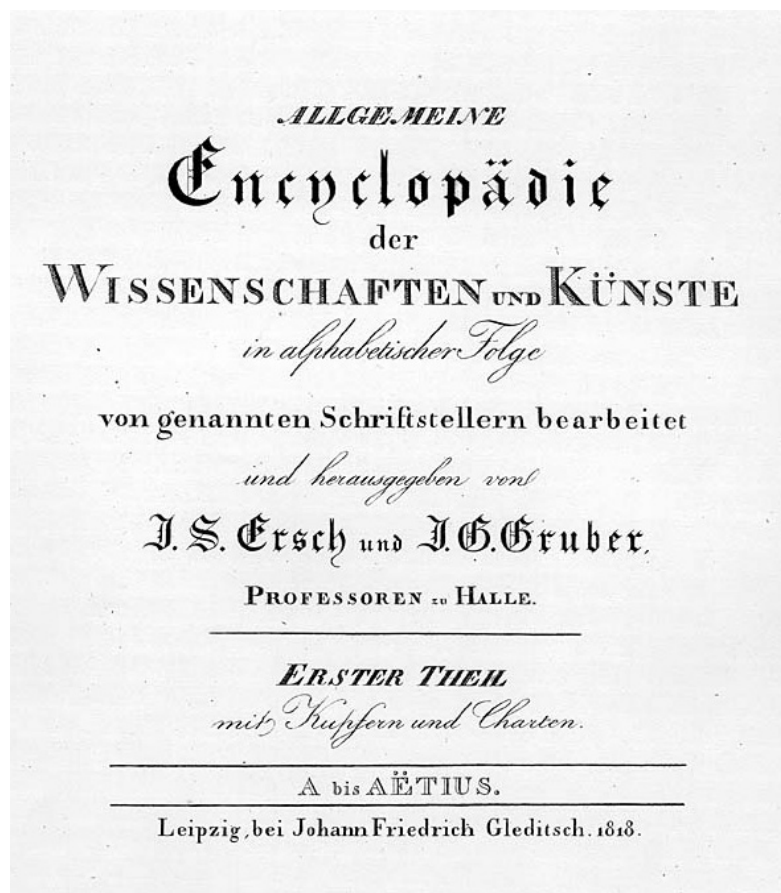 ALLGEMEINE
Encyclopädie
der
WISSENSCHAFTEN UND KÜNSTE
in alphabetischer Folge
von genannten Schriftstellern bearbeitet
und herausgegeben von
J. S. Ersch und J. G. Gruber,
PROFESSOREN zu HALLE.
ERSTER THEIL
mit Kupfern und Charten.
A bis AËTIUS.
Leipzig, bei Johann Friedrich Gleditsch. 1818.